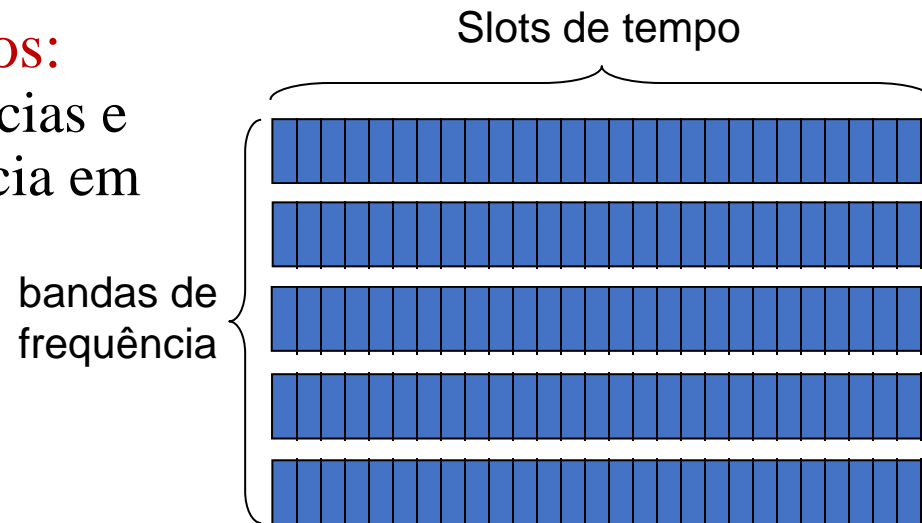 Slots de tempo
os:
cias e
cia em
bandas de
frequência